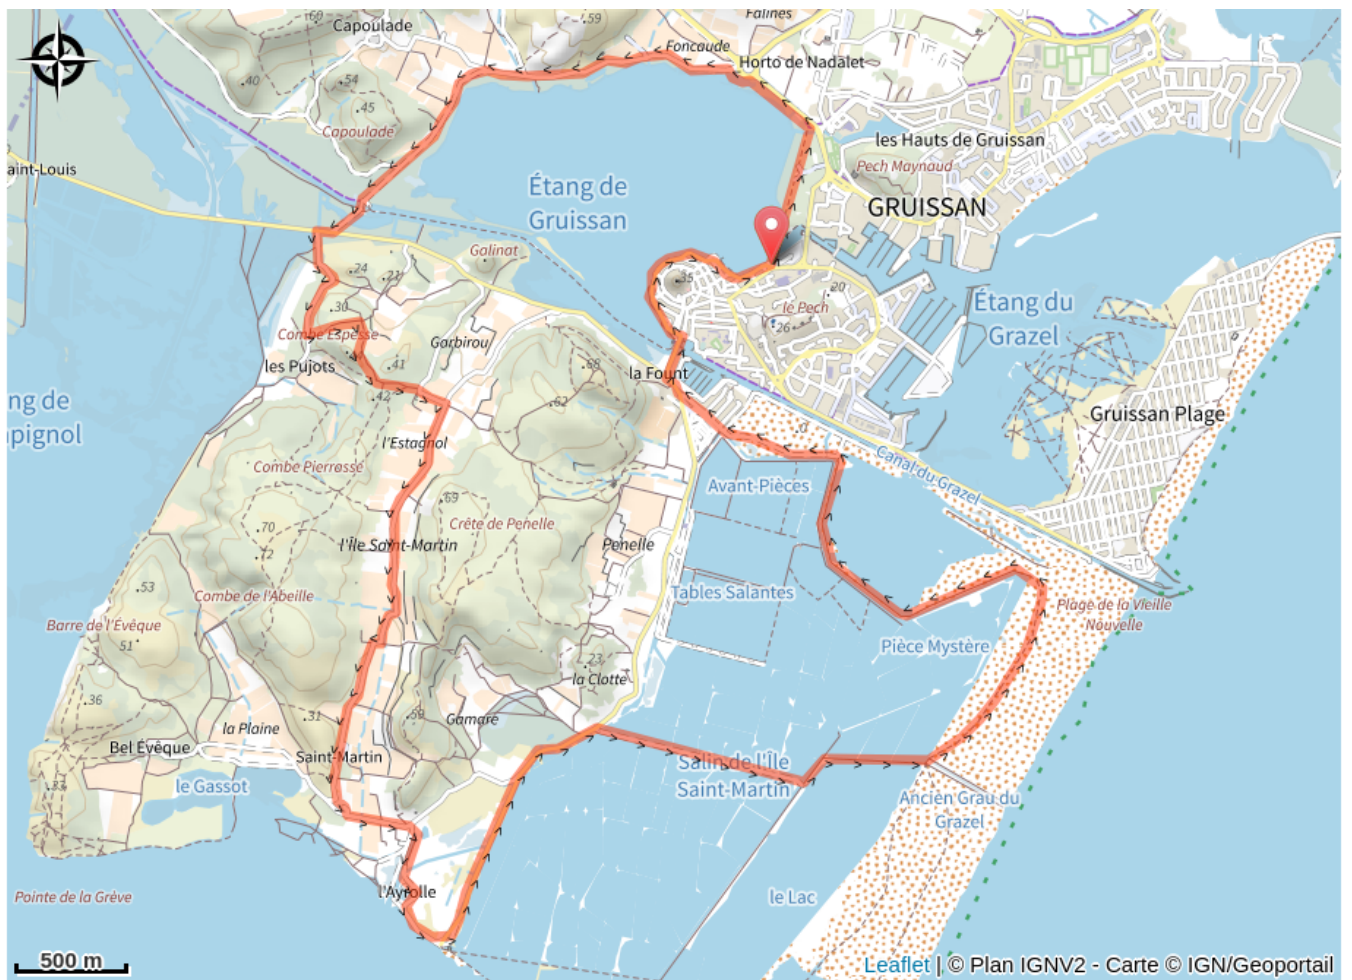 Capoulade
60
59
Falines
Foncaude
Horto de Nadalet
40
54
45
Capoulade
les Hauts de Gruissan
Pech Maynaud
aint-Louis
Étang de
Gruissan
GRUISSAN
Galinat
24
21
35
20
le Pech
26
Étang du
Grazel
30
Combe Espesse
Garbirou
les Pujots
41
42
68
62
la Fount
Gruissan Plage
ng de
pignol
l'Estagnol
Combe Pierrasse
Canal du Grazel
Avant-Pièces
69
Crête de Penelle
70
72
l'Île Saint-Martin
Penelle
53
Combe de l'Abeille
Tables Salantes
Plage de la Vieille
Nouvelle
Barre de l'Évêque
51
Pièce Mystère
23
la Clotte
36
31
59
Gamare
la Plaine
Bel Évêque
Saint-Martin
Salin de l'Île
Saint-Martin
le Gassot
33
Ancien Grau du
Grazel
l'Ayrolle
le Lac
Pointe de la Grève
500 m
Leaflet | © Plan IGNV2 - Carte © IGN/Geoportail